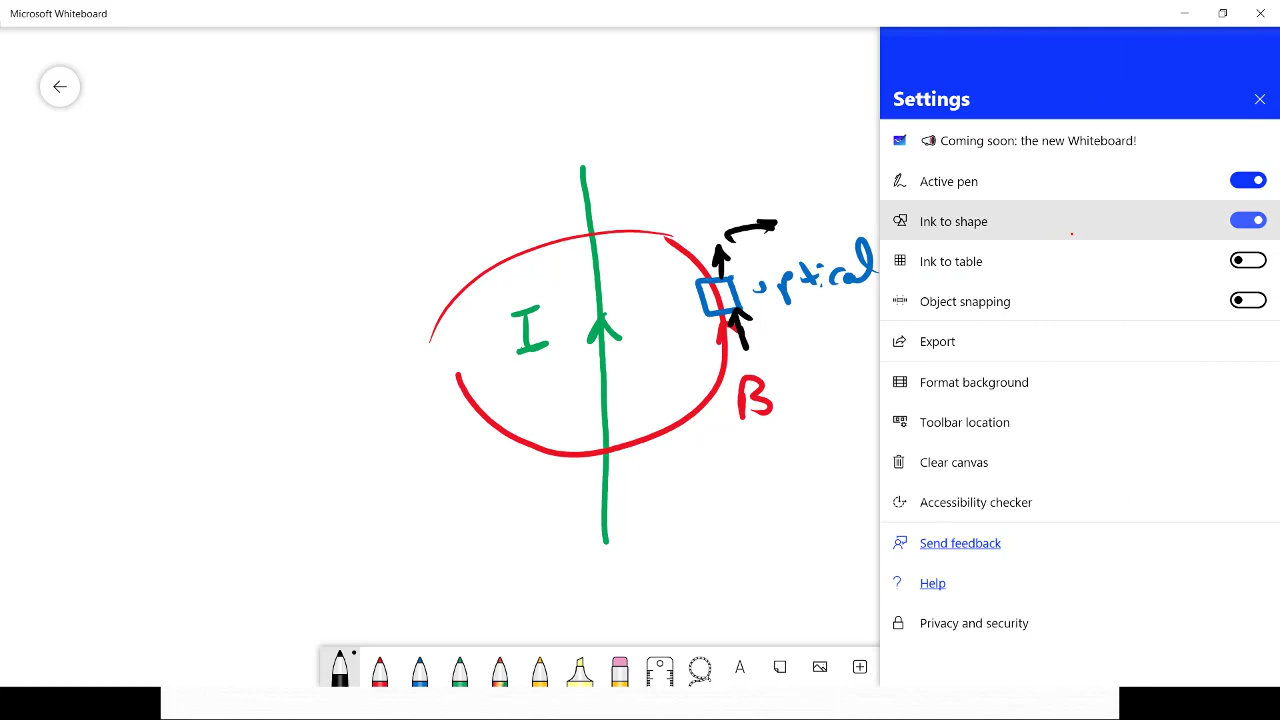 Microsoft Whiteboard
Settings
Coming soon: the new Whiteboard!
Active pen
Ink to shape
Ink to table
Object snapping
Export
Format background
Toolbar location
Clear canvas
Accessibility checker
Send feedback
Help
Privacy and security
optical
I
B
A